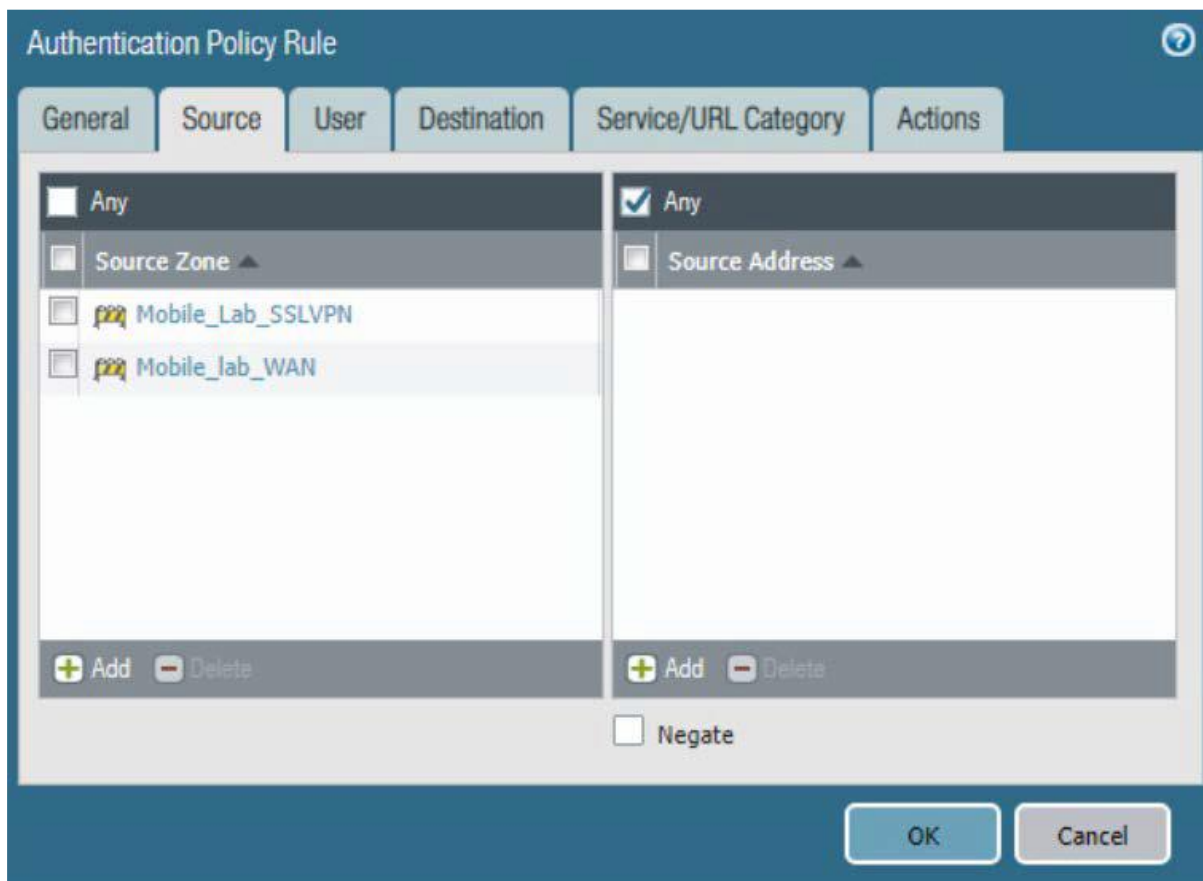 Authentication Policy Rule
General Source User Destination Service/URL Category Actions
Any
Source Zone
Mobile_Lab_SSLVPN
Mobile_lab_WAN
Add Delete
Any
Source Address
Add Delete
Negate
OK Cancel